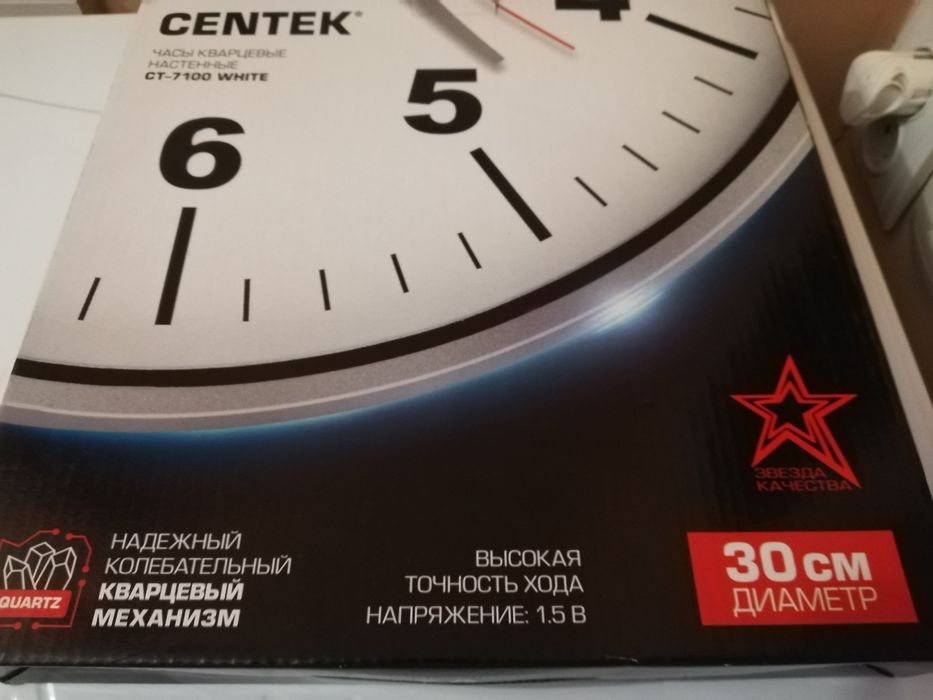 CENTEK®
ЧАСЫ КВАРЦЕВЫЕ
НАСТЕННЫЕ
CT-7100 WHITE
4
5
6
ЗВЕЗДА
КАЧЕСТВА
QUARTZ
НАДЕЖНЫЙ
КОЛЕБАТЕЛЬНЫЙ
КВАРЦЕВЫЙ
МЕХАНИЗМ
ВЫСОКАЯ
ТОЧНОСТЬ ХОДА
НАПРЯЖЕНИЕ: 1.5 В
30 СМ
ДИАМЕТР